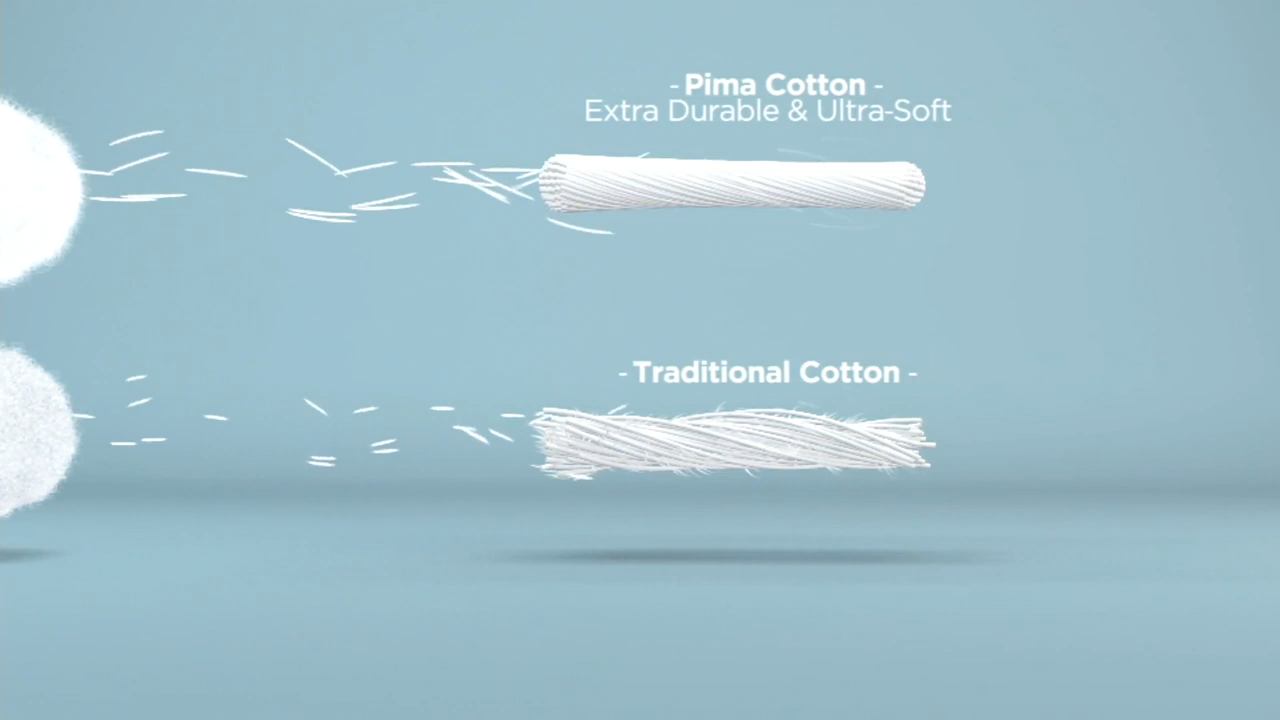 - Pima Cotton -
Extra Durable & Ultra-Soft
- Traditional Cotton -